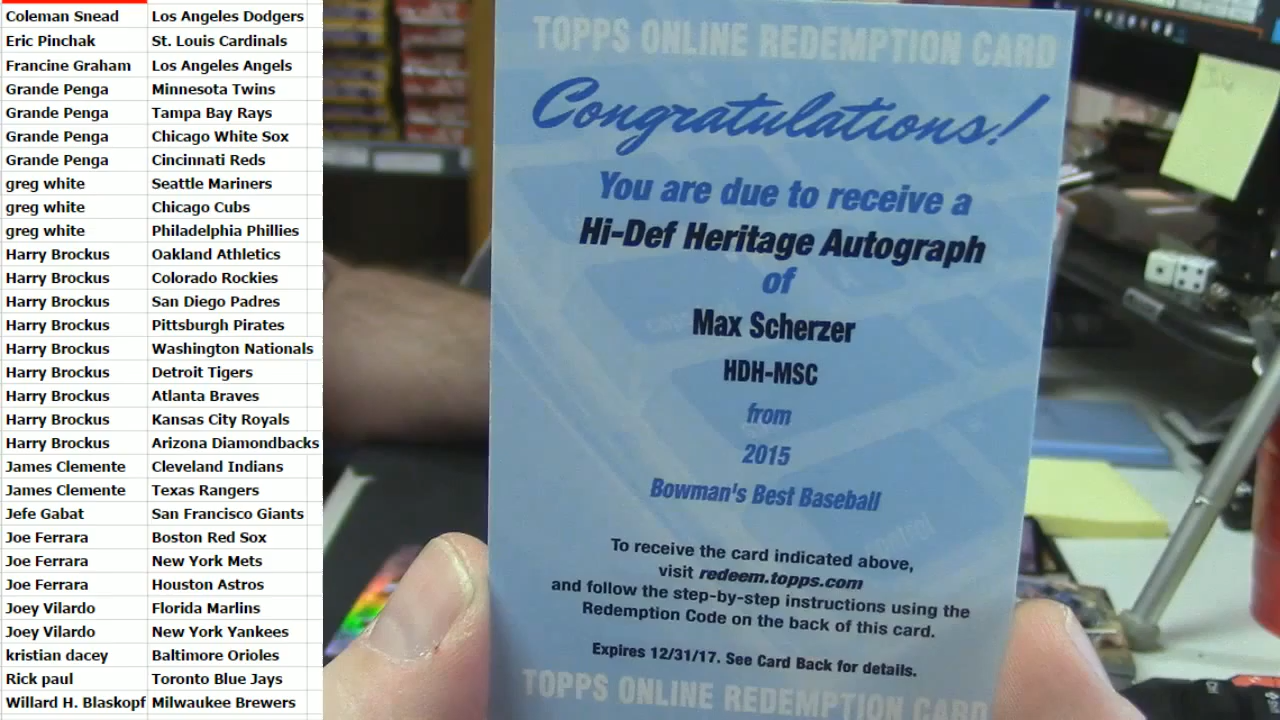 Coleman Snead Los Angeles Dodgers
Eric Pinchak St. Louis Cardinals
Francine Graham Los Angeles Angels
Grande Penga Minnesota Twins
Grande Penga Tampa Bay Rays
Grande Penga Chicago White Sox
Grande Penga Cincinnati Reds
greg white Seattle Mariners
greg white Chicago Cubs
greg white Philadelphia Phillies
Harry Brockus Oakland Athletics
Harry Brockus Colorado Rockies
Harry Brockus San Diego Padres
Harry Brockus Pittsburgh Pirates
Harry Brockus Washington Nationals
Harry Brockus Detroit Tigers
Harry Brockus Atlanta Braves
Harry Brockus Kansas City Royals
Harry Brockus Arizona Diamondbacks
James Clemente Cleveland Indians
James Clemente Texas Rangers
Jefe Gabat San Francisco Giants
Joe Ferrara Boston Red Sox
Joe Ferrara New York Mets
Joe Ferrara Houston Astros
Joey Vilardo Florida Marlins
Joey Vilardo New York Yankees
kristian dacey Baltimore Orioles
Rick paul Toronto Blue Jays
Willard H. Blaskopf Milwaukee Brewers
TOPPS ONLINE REDEMPTION CARD
Congratulations!
You are due to receive a
Hi-Def Heritage Autograph
of
Max Scherzer
HDH-MSC
from
2015
Bowman's Best Baseball
To receive the card indicated above,
visit redeem.topps.com
and follow the step-by-step instructions using the
Redemption Code on the back of this card.
Expires 12/31/17. See Card Back for details.
TOPPS ONLINE REDEMPTION CARD